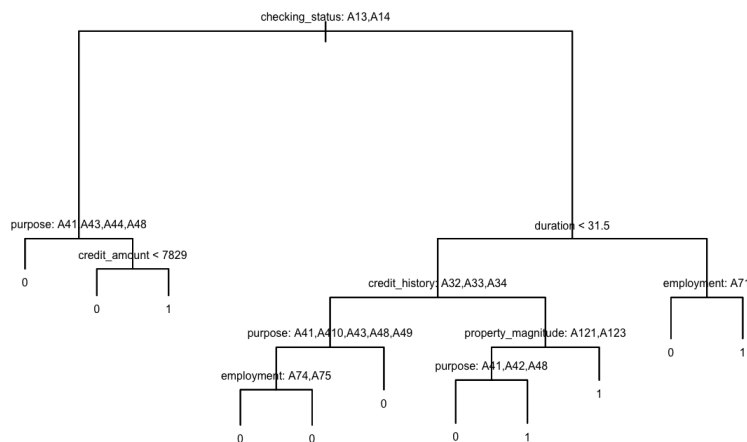 checking_status: A13,A14
purpose: A41,A43,A44,A48
duration < 31.5
credit_amount < 7829
0
credit_history: A32,A33,A34
employment: A71
0
1
purpose: A41,A410,A43,A48,A49
property_magnitude: A121,A123
0
1
employment: A74,A75
purpose: A41,A42,A48
0
1
0
0
0
1